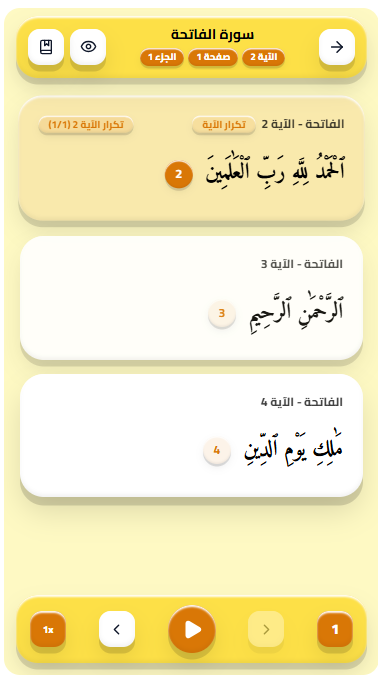 سورة الفاتحة
الآية 2 صفحة 1 الجزء 1
الفاتحة - الآية 2 تكرار الآية تكرار الآية 2 (1/1)
ٱلْحَمْدُ لِلَّهِ رَبِّ ٱلْعَٰلَمِينَ 2
الفاتحة - الآية 3
ٱلرَّحْمَٰنِ ٱلرَّحِيمِ 3
الفاتحة - الآية 4
مَٰلِكِ يَوْمِ ٱلدِّينِ 4
1 1x